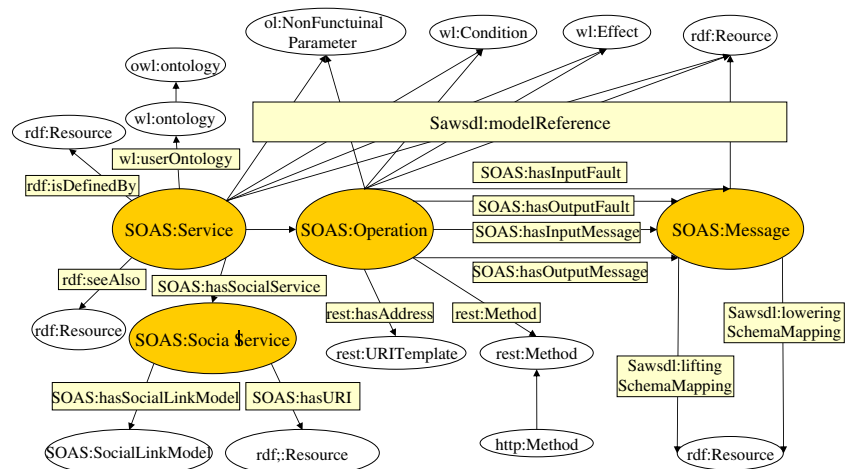 ol:NonFunctuinal
Parameter
wl:Condition
wl:Effect
rdf:Reource
owl:ontology
wl:ontology
rdf:Resource
Sawsdl:modelReference
wl:userOntology
rdf:isDefinedBy
SOAS:hasInputFault
SOAS:hasOutputFault
SOAS:Service
SOAS:Operation
SOAS:hasInputMessage
SOAS:Message
SOAS:hasOutputMessage
rdf:seeAlso
SOAS:hasSocialService
rdf:Resource
SOAS:Socia Service
rest:hasAddress
rest:Method
Sawsdl:lowering
SchemaMapping
rest:URITemplate
rest:Method
Sawsdl:lifting
SchemaMapping
SOAS:hasSocialLinkModel
SOAS:hasURI
SOAS:SocialLinkModel
rdf;:Resource
http:Method
rdf:Resource